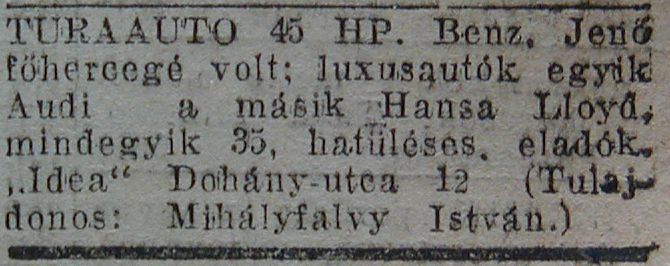 TURAAUTO 45 HP. Benz, Jenő
főhercegé volt; luxusautók egyik
Audi a másik Hansa Lloyd,
mindegyik 35, hatüléses, eladók.
„Idea“ Dohány-utca 12 (Tulaj-
donos: Mihályfalvy István.)